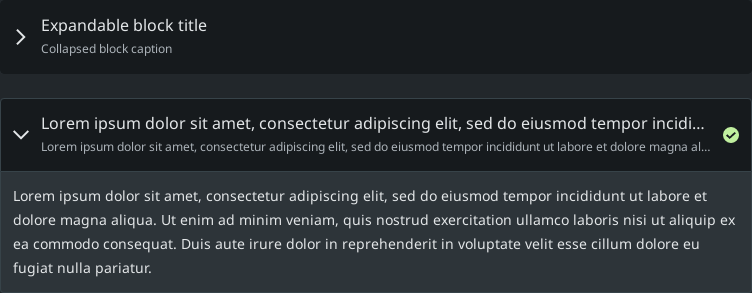 Expandable block title
Collapsed block caption
Lorem ipsum dolor sit amet, consectetur adipiscing elit, sed do eiusmod tempor incidi...
Lorem ipsum dolor sit amet, consectetur adipiscing elit, sed do eiusmod tempor incididunt ut labore et dolore magna al...
Lorem ipsum dolor sit amet, consectetur adipiscing elit, sed do eiusmod tempor incididunt ut labore et
dolore magna aliqua. Ut enim ad minim veniam, quis nostrud exercitation ullamco laboris nisi ut aliquip ex
ea commodo consequat. Duis aute irure dolor in reprehenderit in voluptate velit esse cillum dolore eu
fugiat nulla pariatur.